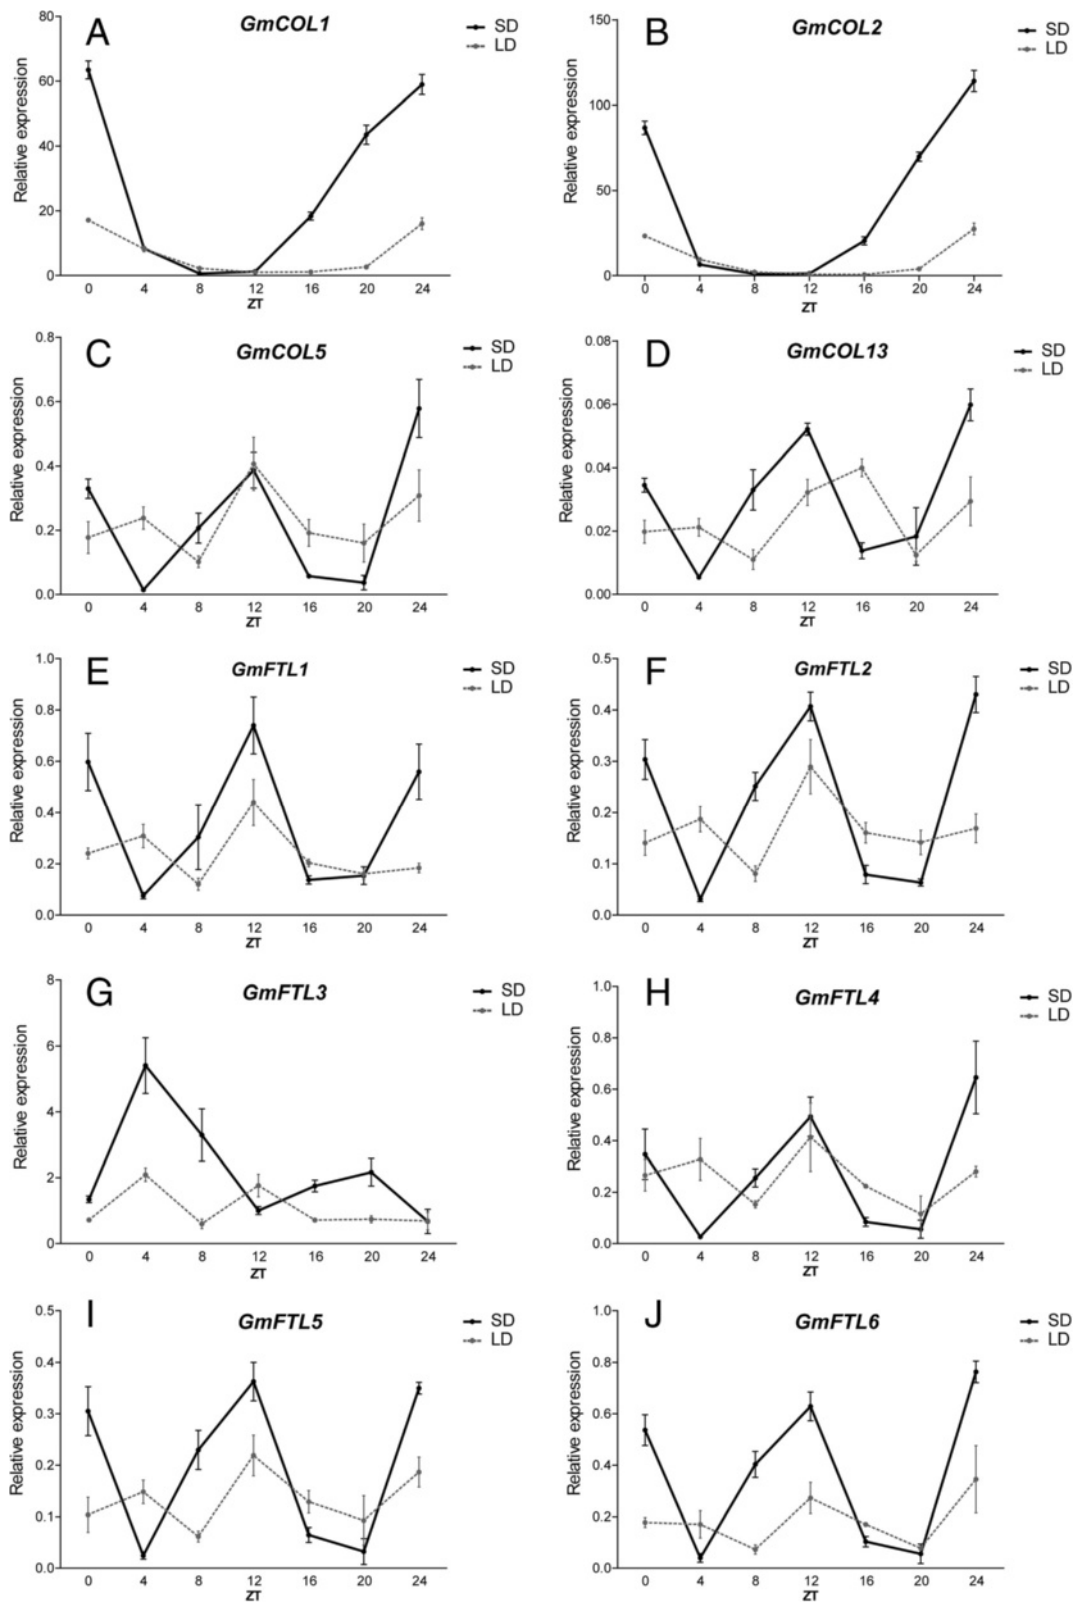 A
GmCOL1
SD
LD
Relative expression
80
60
40
20
0
0 4 8 12 16 20 24
ZT
B
GmCOL2
SD
LD
Relative expression
150
100
50
0
0 4 8 12 16 20 24
ZT
C
GmCOL5
SD
LD
Relative expression
0.8
0.6
0.4
0.2
0.0
0 4 8 12 16 20 24
ZT
D
GmCOL13
SD
LD
Relative expression
0.08
0.06
0.04
0.02
0.00
0 4 8 12 16 20 24
ZT
E
GmFTL1
SD
LD
Relative expression
1.0
0.8
0.6
0.4
0.2
0.0
0 4 8 12 16 20 24
ZT
F
GmFTL2
SD
LD
Relative expression
0.5
0.4
0.3
0.2
0.1
0.0
0 4 8 12 16 20 24
ZT
G
GmFTL3
SD
LD
Relative expression
8
6
4
2
0
0 4 8 12 16 20 24
ZT
H
GmFTL4
SD
LD
Relative expression
1.0
0.8
0.6
0.4
0.2
0.0
0 4 8 12 16 20 24
ZT
I
GmFTL5
SD
LD
Relative expression
0.5
0.4
0.3
0.2
0.1
0.0
0 4 8 12 16 20 24
ZT
J
GmFTL6
SD
LD
Relative expression
1.0
0.8
0.6
0.4
0.2
0.0
0 4 8 12 16 20 24
ZT